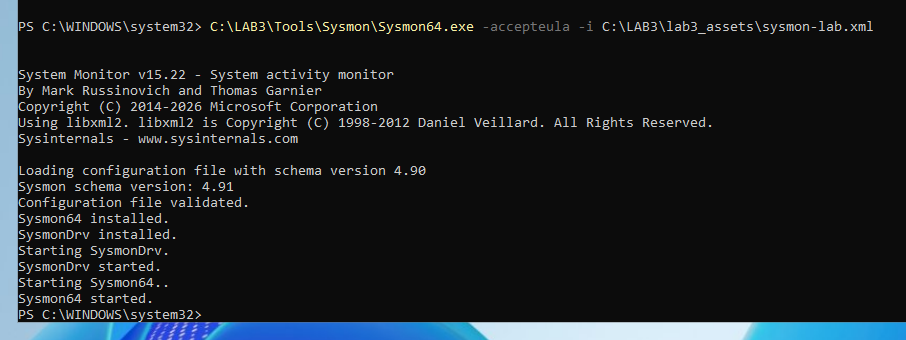 PS C:\WINDOWS\system32> C:\LAB3\Tools\Sysmon\Sysmon64.exe -accepteula -i C:\LAB3\lab3_assets\sysmon-lab.xml
System Monitor v15.22 - System activity monitor
By Mark Russinovich and Thomas Garnier
Copyright (C) 2014-2026 Microsoft Corporation
Using libxml2. libxml2 is Copyright (C) 1998-2012 Daniel Veillard. All Rights Reserved.
Sysinternals - www.sysinternals.com
Loading configuration file with schema version 4.90
Sysmon schema version: 4.91
Configuration file validated.
Sysmon64 installed.
SysmonDrv installed.
Starting SysmonDrv.
SysmonDrv started.
Starting Sysmon64..
Sysmon64 started.
PS C:\WINDOWS\system32>